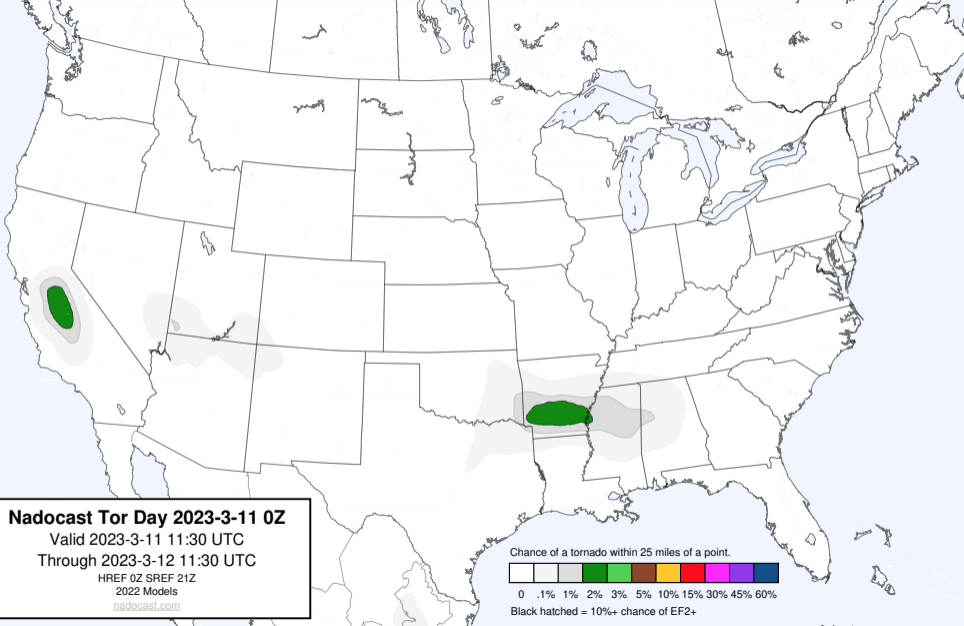 Nadocast Tor Day 2023-3-11 0Z
Valid 2023-3-11 11:30 UTC
Through 2023-3-12 11:30 UTC
HREF 0Z SREF 21Z
2022 Models
nadocast.com
Chance of a tornado within 25 miles of a point.
0 .1% 1% 2% 3% 5% 10% 15% 30% 45% 60%
Black hatched = 10%+ chance of EF2+